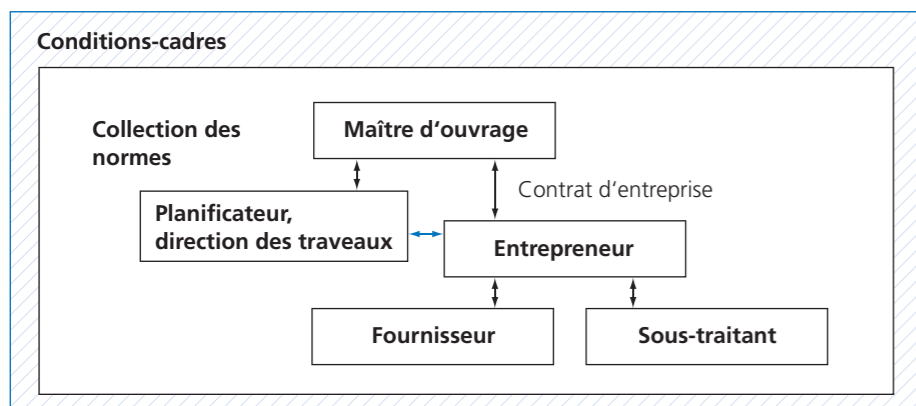 Conditions-cadres
Collection des
normes
Maître d'ouvrage
Contrat d'entreprise
Planificateur,
direction des traveaux
Entrepreneur
Fournisseur
Sous-traitant